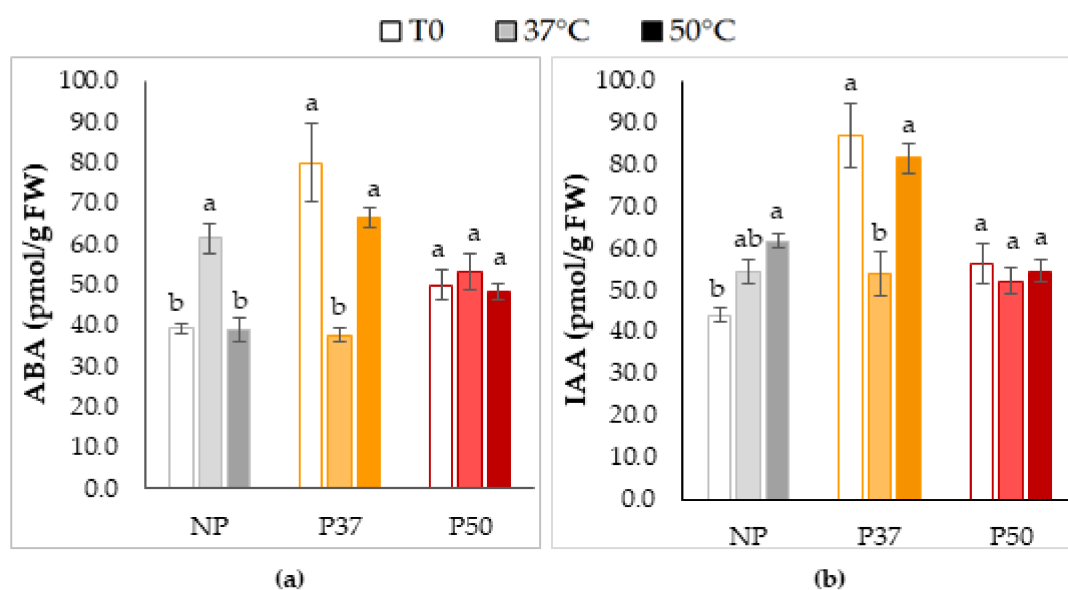 T0 37°C 50°C
ABA (pmol/g FW)
100.0
90.0
80.0
70.0
60.0
50.0
40.0
30.0
20.0
10.0
0.0
b a b
a b a
a a a
NP P37 P50
(a)
IAA (pmol/g FW)
100.0
90.0
80.0
70.0
60.0
50.0
40.0
30.0
20.0
10.0
0.0
b ab a
a b a
a a a
NP P37 P50
(b)